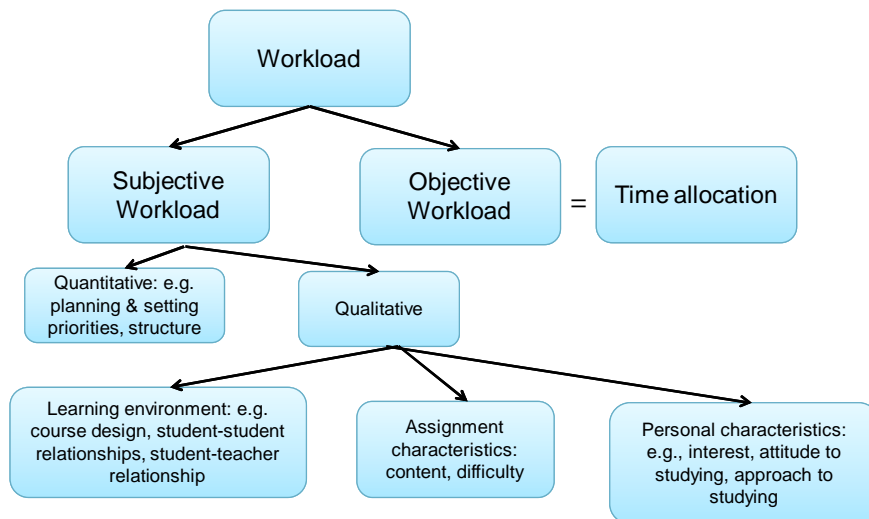 Workload
Subjective
Workload
Objective
Workload
=
Time allocation
Quantitative: e.g.
planning & setting
priorities, structure
Qualitative
Learning environment: e.g.
course design, student-student
relationships, student-teacher
relationship
Assignment
characteristics:
content, difficulty
Personal characteristics:
e.g., interest, attitude to
studying, approach to
studying